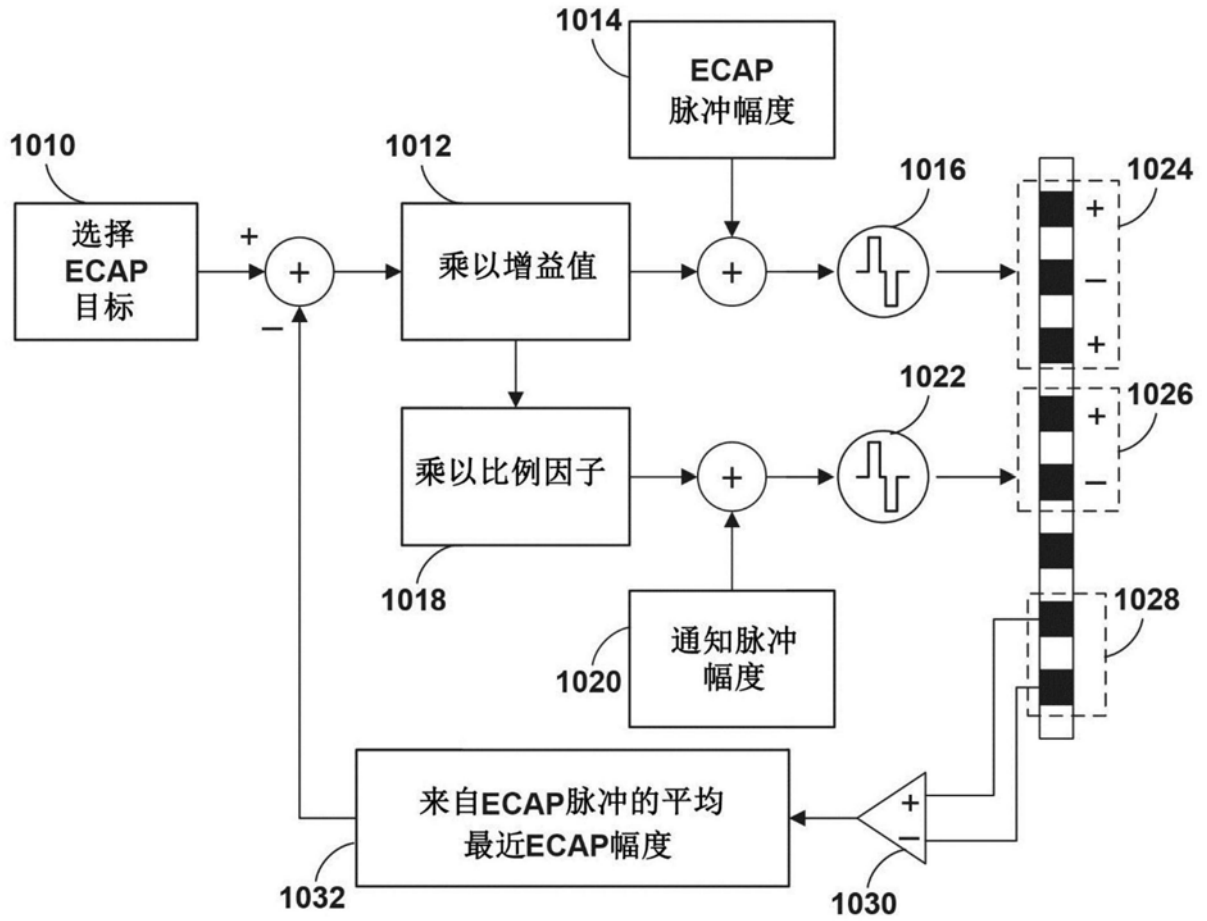 1014
ECAP
脉冲幅度
1010
1012
1016
1024
选择
ECAP
目标
+
+
−
乘以增益值
+
+
−
+
1022
1026
乘以比例因子
+
+
−
1018
1020
通知脉冲
幅度
1028
来自ECAP脉冲的平均
最近ECAP幅度
+
−
1032
1030